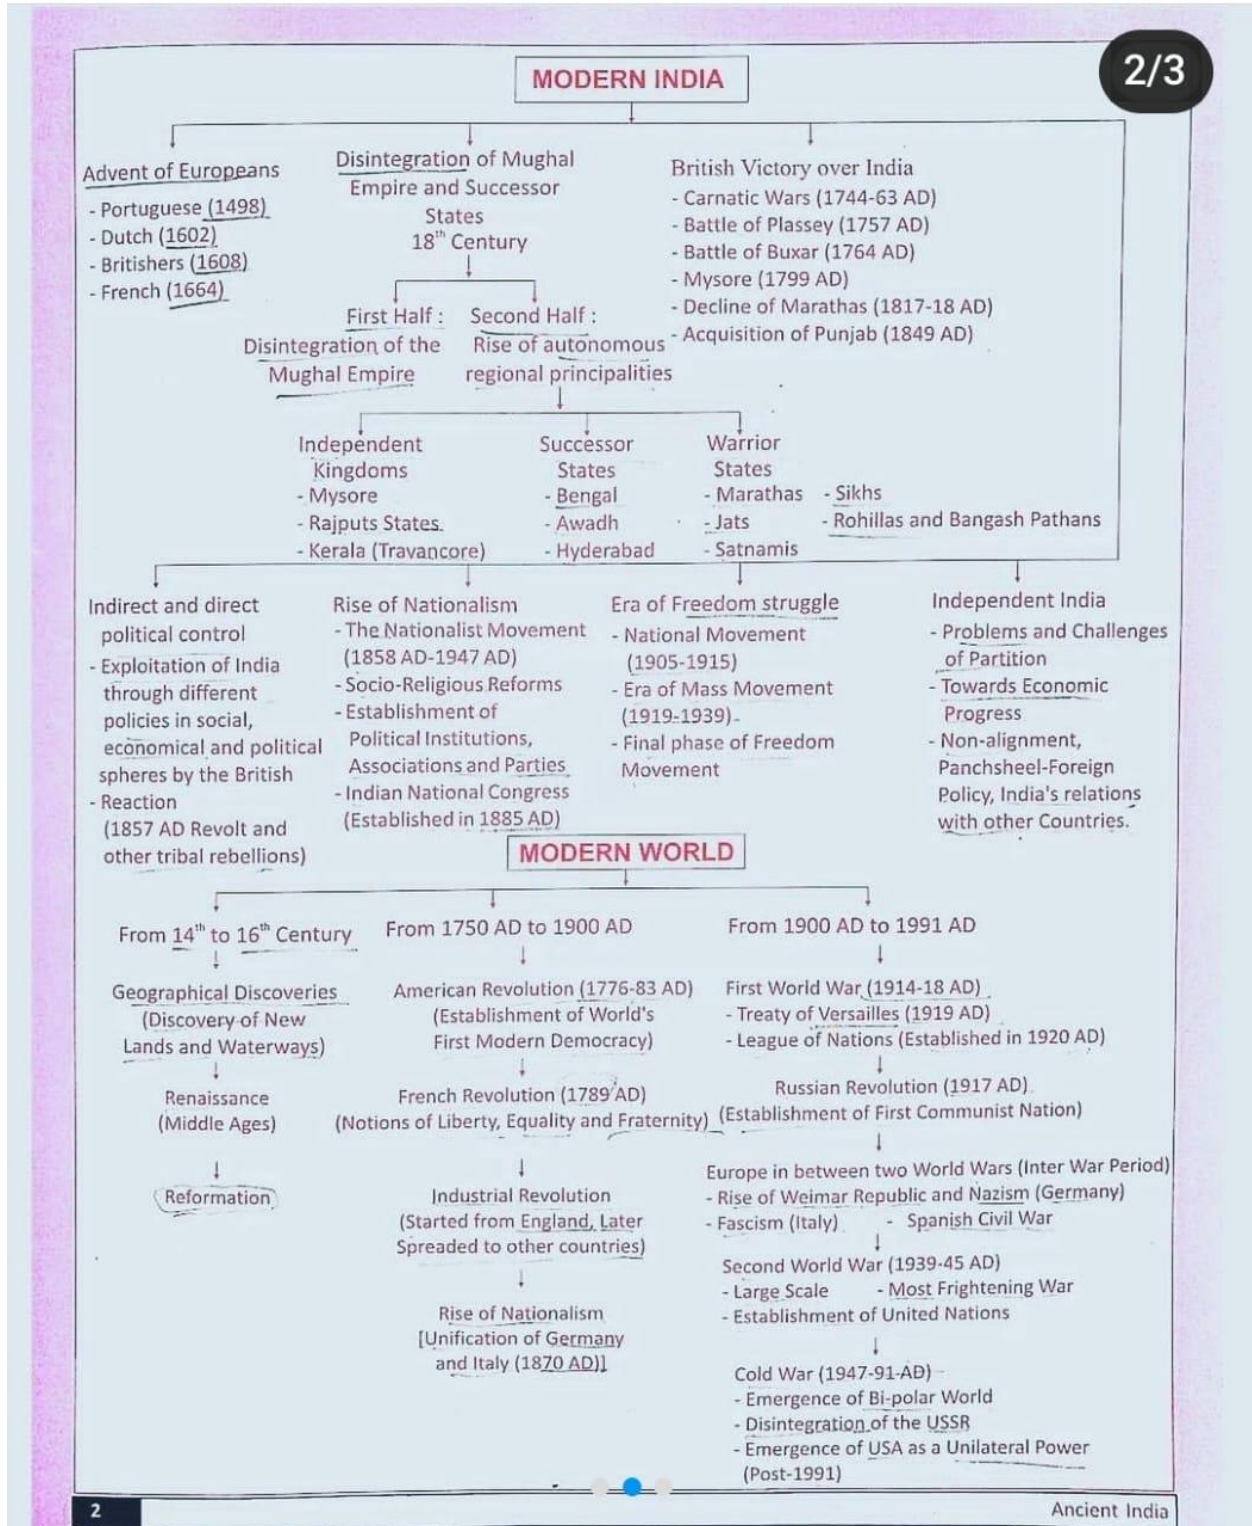 2/3
MODERN INDIA
Advent of Europeans
- Portuguese (1498)
- Dutch (1602)
- Britishers (1608)
- French (1664)
Disintegration of Mughal
Empire and Successor
States
18th Century
First Half :
Disintegration of the
Mughal Empire
Second Half :
Rise of autonomous
regional principalities
British Victory over India
- Carnatic Wars (1744-63 AD)
- Battle of Plassey (1757 AD)
- Battle of Buxar (1764 AD)
- Mysore (1799 AD)
- Decline of Marathas (1817-18 AD)
- Acquisition of Punjab (1849 AD)
Independent
Kingdoms
- Mysore
- Rajputs States
- Kerala (Travancore)
Successor
States
- Bengal
- Awadh
- Hyderabad
Warrior
States
- Marathas
- Jats
- Satnamis
- Sikhs
- Rohillas and Bangash Pathans
Indirect and direct
political control
- Exploitation of India
through different
policies in social,
economical and political
spheres by the British
- Reaction
(1857 AD Revolt and
other tribal rebellions)
Rise of Nationalism
- The Nationalist Movement
(1858 AD-1947 AD)
- Socio-Religious Reforms
- Establishment of
Political Institutions,
Associations and Parties
- Indian National Congress
(Established in 1885 AD)
Era of Freedom struggle
- National Movement
(1905-1915)
- Era of Mass Movement
(1919-1939)
- Final phase of Freedom
Movement
Independent India
- Problems and Challenges
of Partition
- Towards Economic
Progress
- Non-alignment,
Panchsheel-Foreign
Policy, India's relations
with other Countries.
MODERN WORLD
From 14th to 16th Century
Geographical Discoveries
(Discovery of New
Lands and Waterways)
Renaissance
(Middle Ages)
Reformation
From 1750 AD to 1900 AD
American Revolution (1776-83 AD)
(Establishment of World's
First Modern Democracy)
French Revolution (1789 AD)
(Notions of Liberty, Equality and Fraternity)
Industrial Revolution
(Started from England, Later
Spreaded to other countries)
Rise of Nationalism
[Unification of Germany
and Italy (1870 AD)]
From 1900 AD to 1991 AD
First World War (1914-18 AD)
- Treaty of Versailles (1919 AD)
- League of Nations (Established in 1920 AD)
Russian Revolution (1917 AD)
(Establishment of First Communist Nation)
Europe in between two World Wars (Inter War Period)
- Rise of Weimar Republic and Nazism (Germany)
- Fascism (Italy) - Spanish Civil War
Second World War (1939-45 AD)
- Large Scale - Most Frightening War
- Establishment of United Nations
Cold War (1947-91 AD)
- Emergence of Bi-polar World
- Disintegration of the USSR
- Emergence of USA as a Unilateral Power
(Post-1991)
2
Ancient India